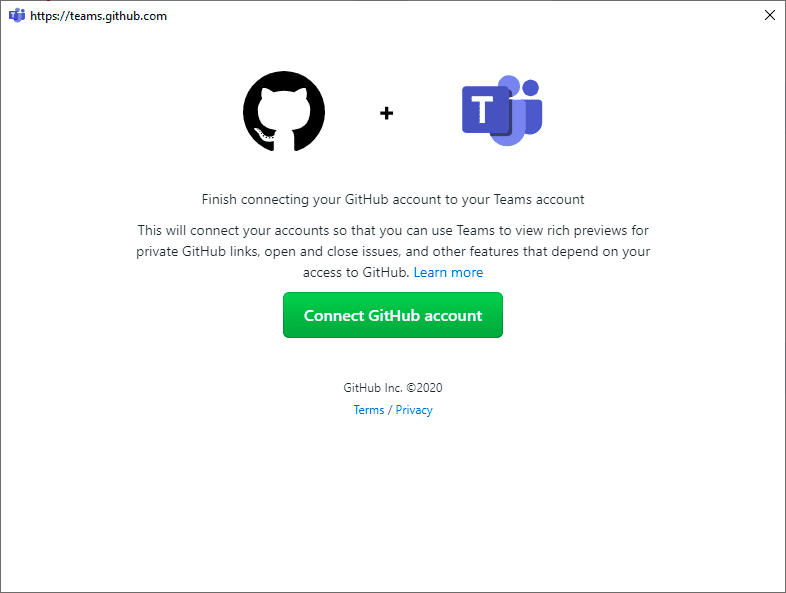 https://teams.github.com
T
Finish connecting your GitHub account to your Teams account
This will connect your accounts so that you can use Teams to view rich previews for
private GitHub links, open and close issues, and other features that depend on your
access to GitHub. Learn more
Connect GitHub account
GitHub Inc. ©2020
Terms / Privacy